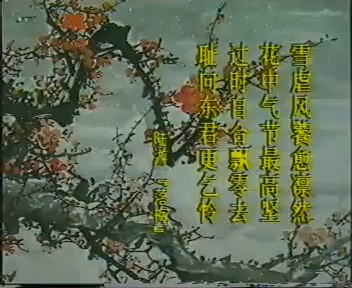 雪虐风饕愈凛然
花中气节最高坚
过时自合飘零去
耻向东君更乞怜
陆游『落梅』